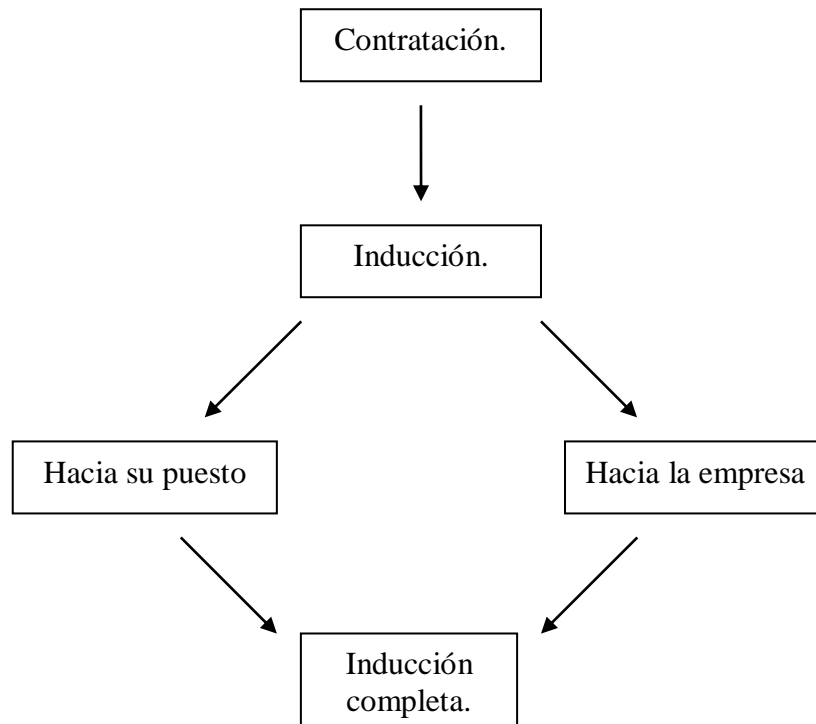 Contratación.
Inducción.
Hacia su puesto
Hacia la empresa
Inducción
completa.